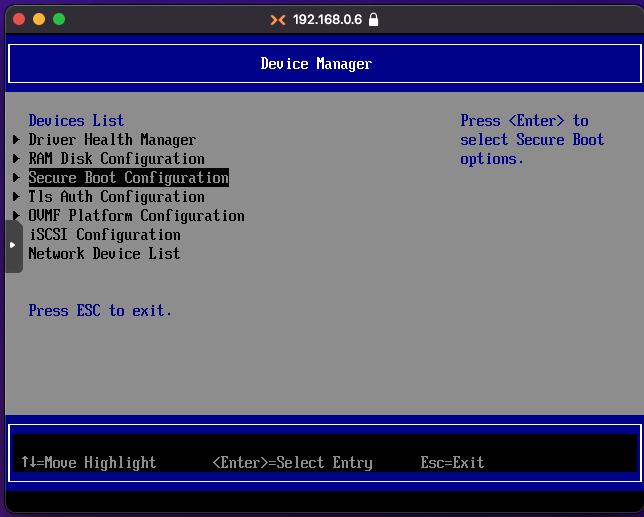 192.168.0.6
Device Manager
Devices List
Driver Health Manager
RAM Disk Configuration
Secure Boot Configuration
Tls Auth Configuration
OVMF Platform Configuration
iSCSI Configuration
Network Device List
Press ESC to exit.
Press <Enter> to
select Secure Boot
options.
↑↓=Move Highlight
<Enter>=Select Entry
Esc=Exit